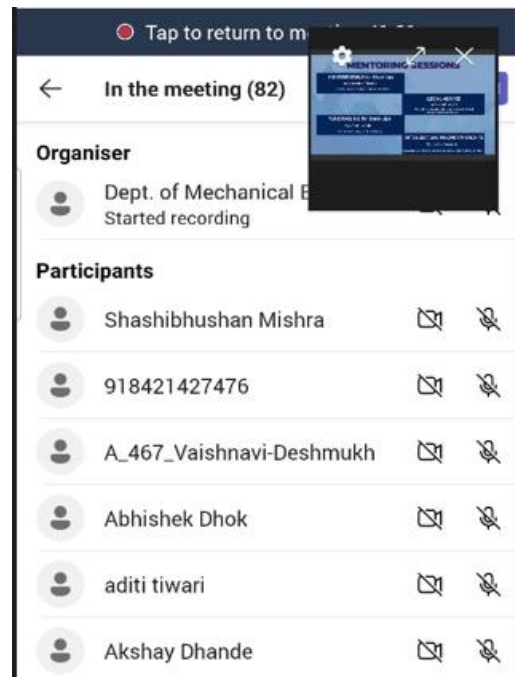 Tap to return to
MENTORING SESSIONS
In the meeting (82)
Organiser
Dept. of Mechanical
Started recording
Participants
Shashibhushan Mishra
918421427476
A_467_Vaishnavi-Deshmukh
Abhishek Dhok
aditi tiwari
Akshay Dhande